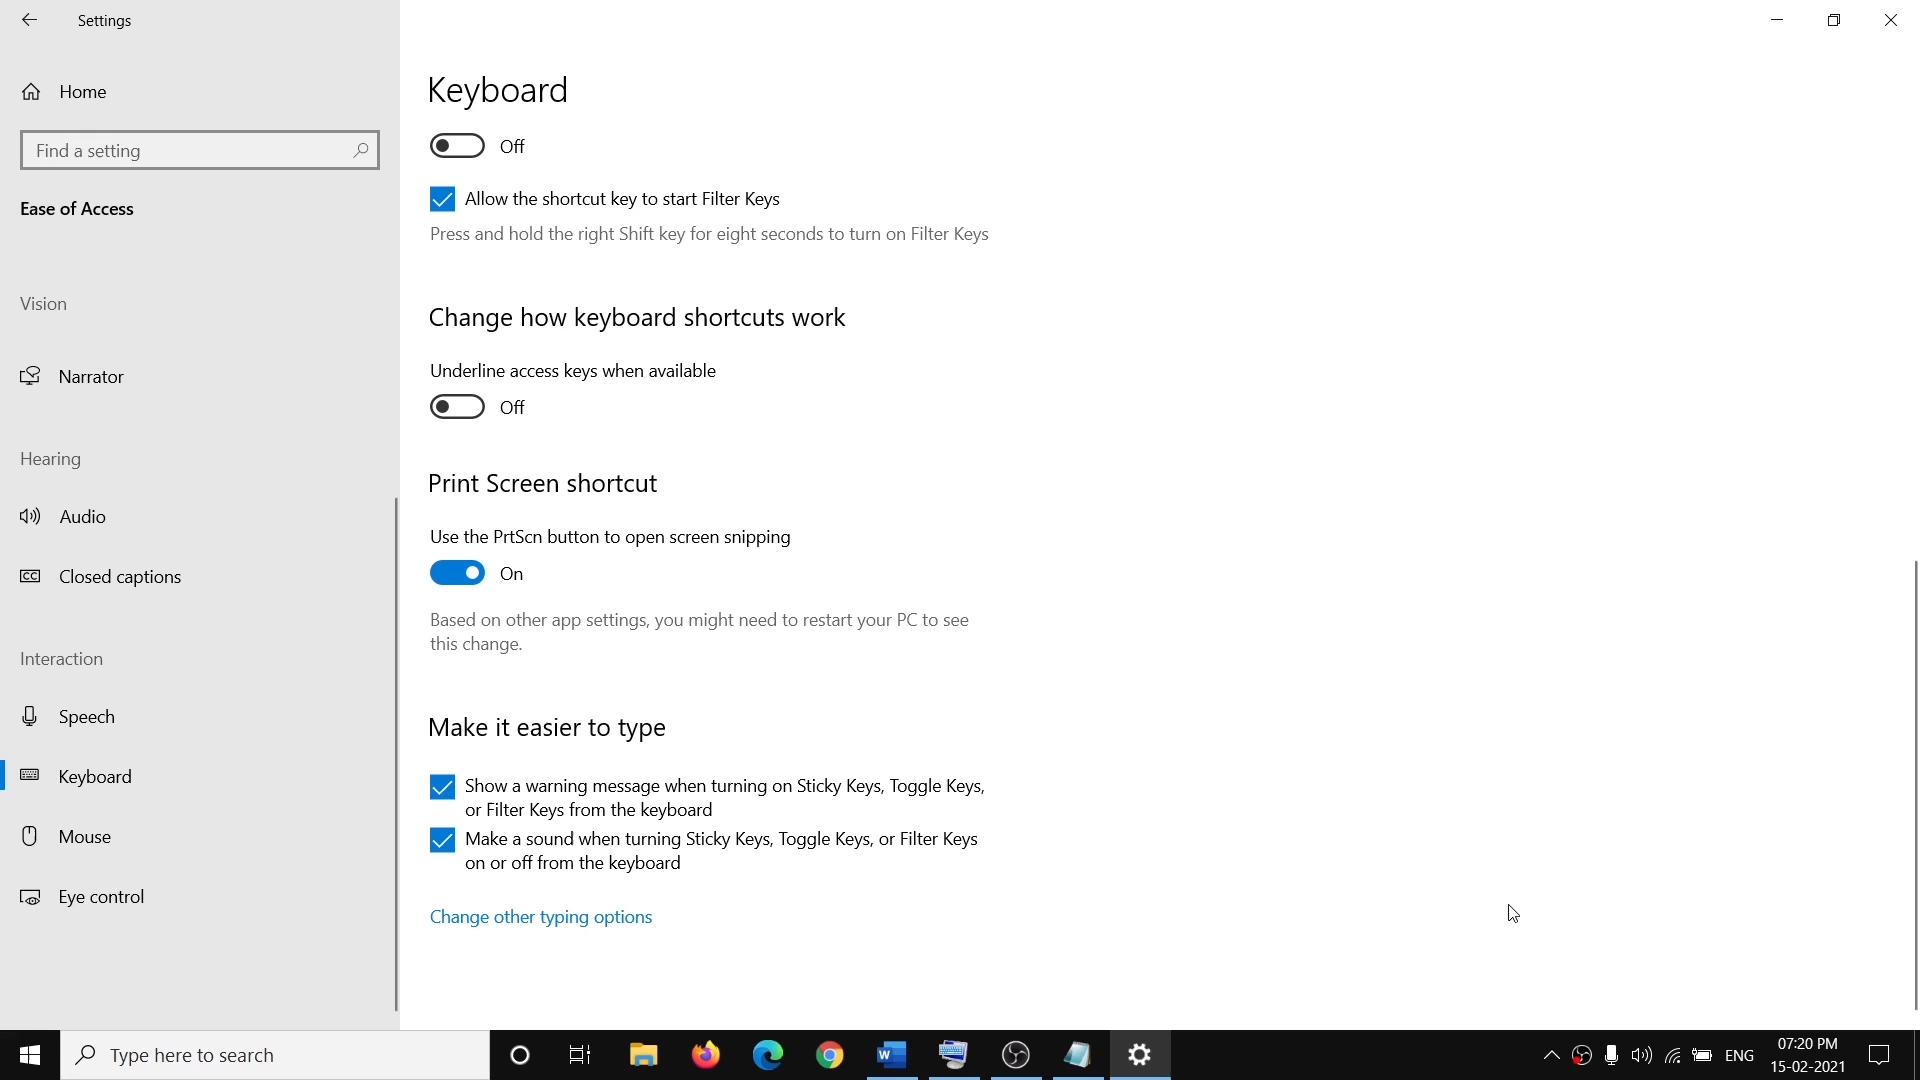 Settings
Home
Find a setting
Ease of Access
Vision
Narrator
Hearing
Audio
Closed captions
Interaction
Speech
Keyboard
Mouse
Eye control
Keyboard
Off
Allow the shortcut key to start Filter Keys
Press and hold the right Shift key for eight seconds to turn on Filter Keys
Change how keyboard shortcuts work
Underline access keys when available
Off
Print Screen shortcut
Use the PrtScn button to open screen snipping
On
Based on other app settings, you might need to restart your PC to see
this change.
Make it easier to type
Show a warning message when turning on Sticky Keys, Toggle Keys,
or Filter Keys from the keyboard
Make a sound when turning Sticky Keys, Toggle Keys, or Filter Keys
on or off from the keyboard
Change other typing options
Type here to search
ENG
07:20 PM
15-02-2021